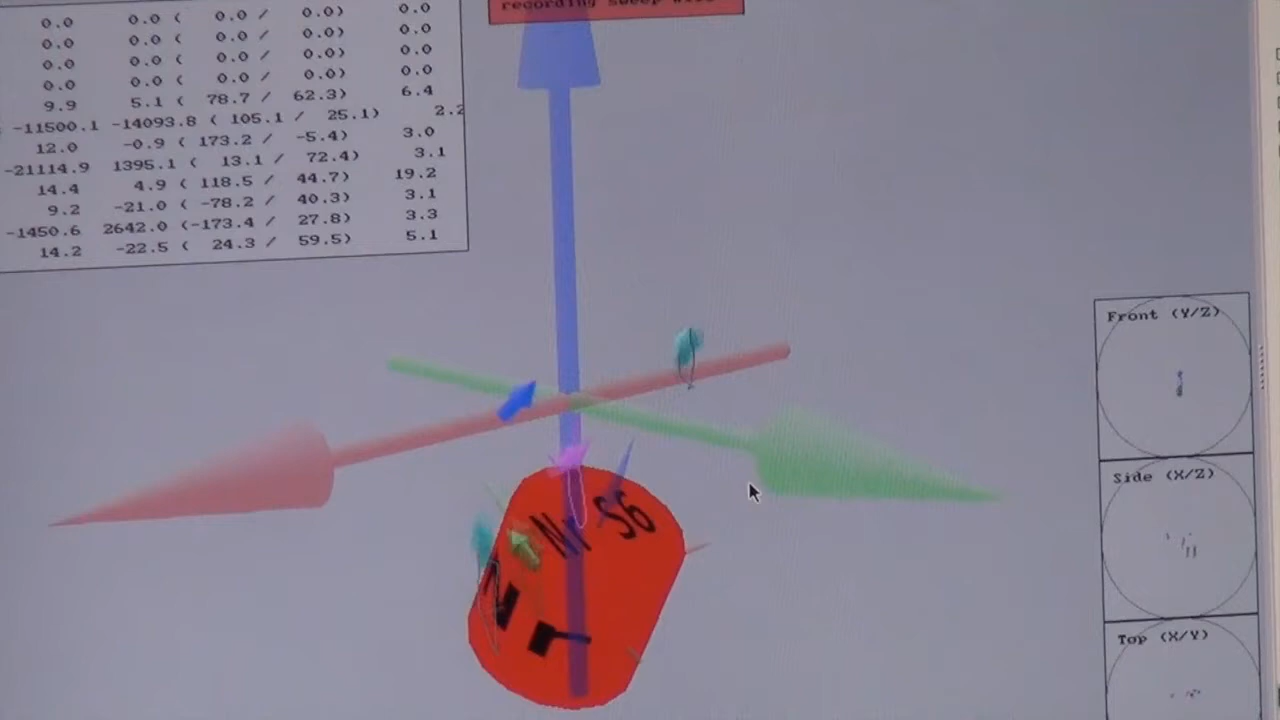 recording sweep
0.0 0.0 ( 0.0 / 0.0) 0.0
0.0 0.0 ( 0.0 / 0.0) 0.0
0.0 0.0 ( 0.0 / 0.0) 0.0
0.0 0.0 ( 0.0 / 0.0) 0.0
9.9 5.1 ( 78.7 / 62.3) 6.4
-11500.1 -14093.8 ( 105.1 / 25.1) 2.2
12.0 -0.9 ( 173.2 / -5.4) 3.0
-21114.9 1395.1 ( 13.1 / 72.4) 3.1
14.4 4.9 ( 118.5 / 44.7) 19.2
9.2 -21.0 ( -78.2 / 40.3) 3.1
-1450.6 2642.0 (-173.4 / 27.8) 3.3
14.2 -22.5 ( 24.3 / 59.5) 5.1
Front (Y/Z)
Side (X/Z)
Top (X/Y)
Nr 56